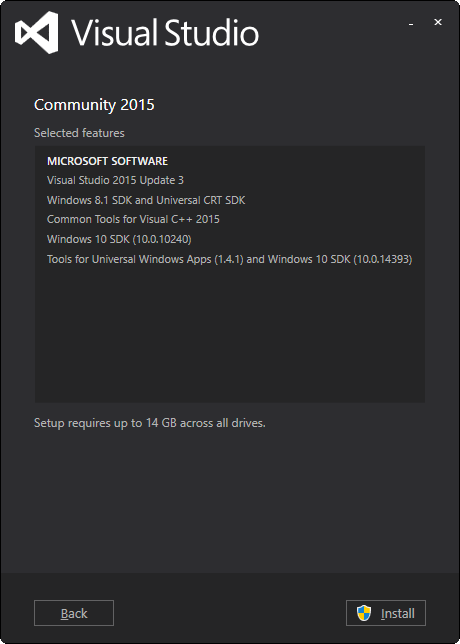 Visual Studio
Community 2015
Selected features
MICROSOFT SOFTWARE
Visual Studio 2015 Update 3
Windows 8.1 SDK and Universal CRT SDK
Common Tools for Visual C++ 2015
Windows 10 SDK (10.0.10240)
Tools for Universal Windows Apps (1.4.1) and Windows 10 SDK (10.0.14393)
Setup requires up to 14 GB across all drives.
Back
Install